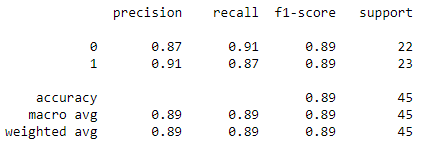 precision recall f1-score support
0 0.87 0.91 0.89 22
1 0.91 0.87 0.89 23
accuracy 0.89 45
macro avg 0.89 0.89 0.89 45
weighted avg 0.89 0.89 0.89 45